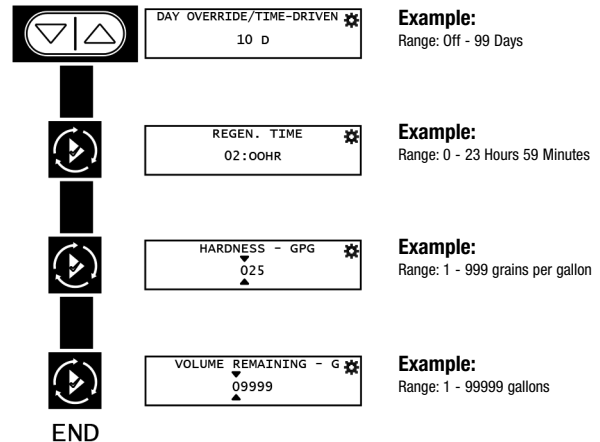 DAY OVERRIDE/TIME-DRIVEN
10 D
Example:
Range: Off - 99 Days
REGEN. TIME
02:OOHR
Example:
Range: 0 - 23 Hours 59 Minutes
HARDNESS - GPG
025
Example:
Range: 1 - 999 grains per gallon
VOLUME REMAINING - G
09999
Example:
Range: 1 - 99999 gallons
END